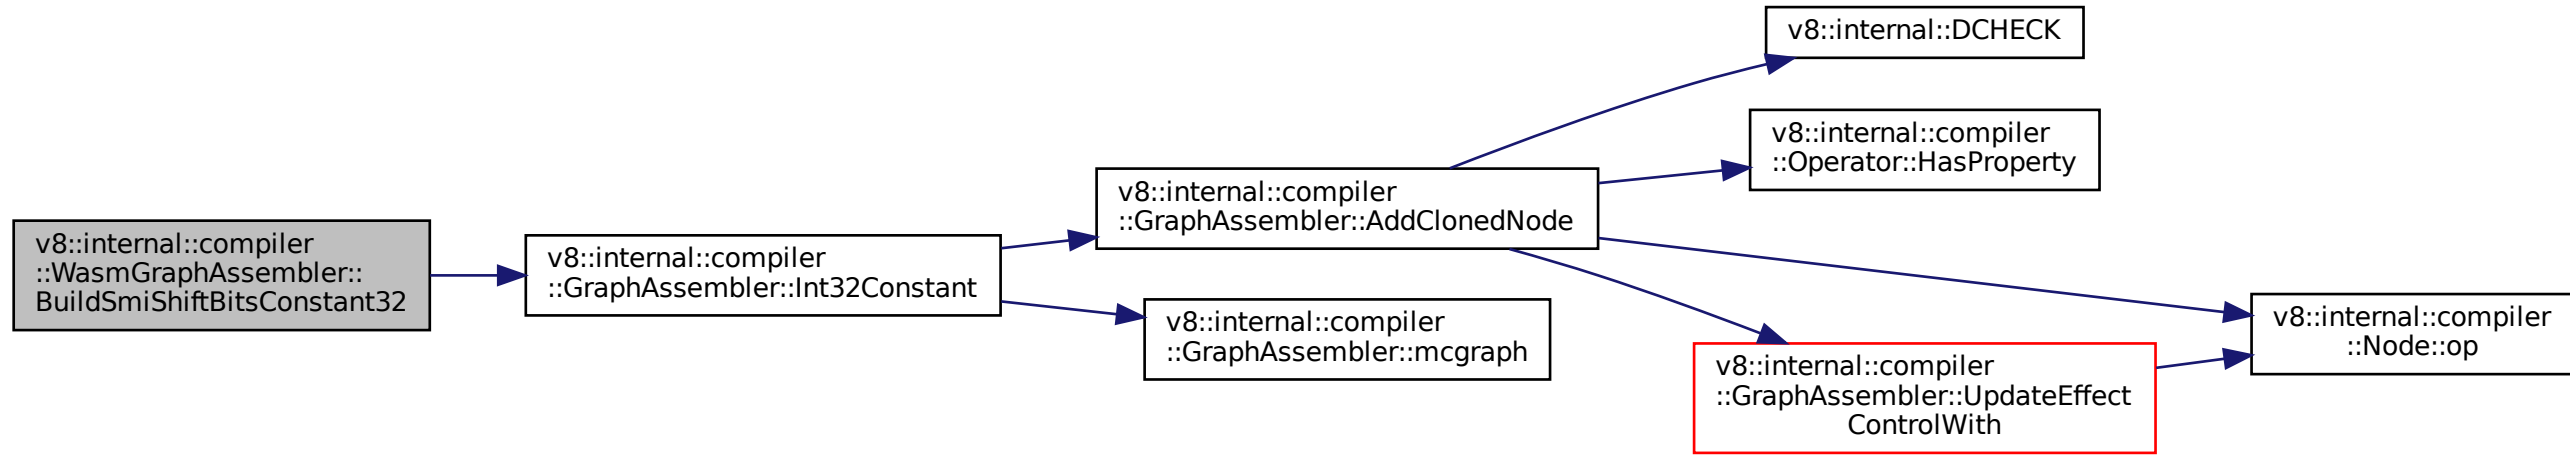 v8::internal::compiler
::WasmGraphAssembler::
BuildSmiShiftBitsConstant32
v8::internal::compiler
::GraphAssembler::Int32Constant
v8::internal::compiler
::GraphAssembler::AddClonedNode
v8::internal::compiler
::GraphAssembler::mcgraph
v8::internal::DCHECK
v8::internal::compiler
::Operator::HasProperty
v8::internal::compiler
::GraphAssembler::UpdateEffect
ControlWith
v8::internal::compiler
::Node::op